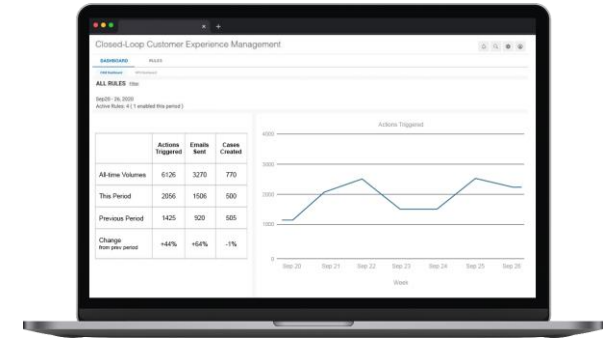 Closed-Loop Customer Experience Management
DASHBOARD RULES
ALL RULES
Sep20 - 26, 2020
Active Rules: 4 ( 1 enabled this period )
Actions Triggered Emails Sent Cases Created
All-time Volumes 6126 3270 770
This Period 2056 1506 500
Previous Period 1425 920 505
Change from prev period +44% +64% -1%
Actions Triggered
4000
3000
2000
1000
0
Sep 20 Sep 21 Sep 22 Sep 23 Sep 24 Sep 25 Sep 26
Week